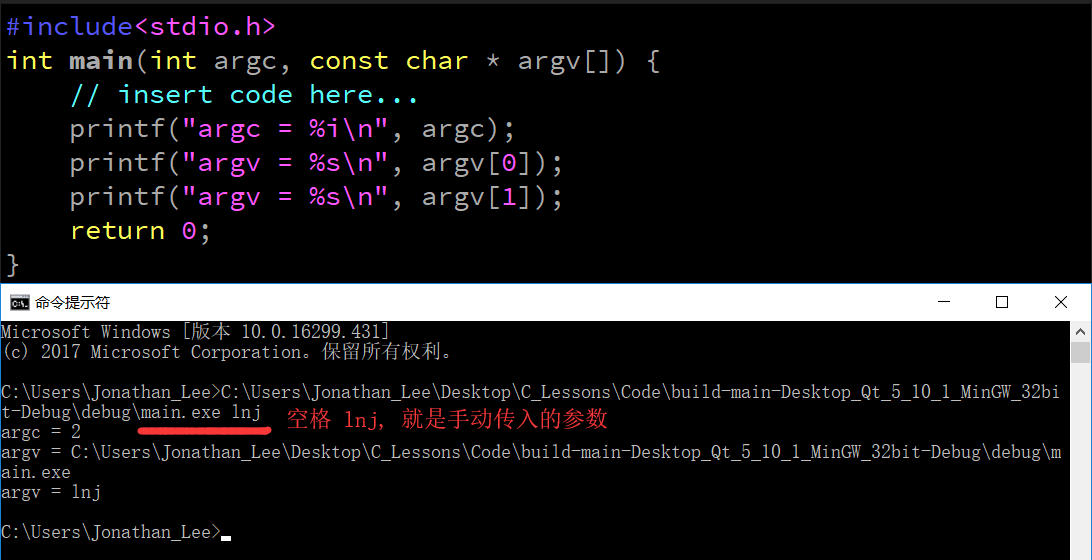 #include<stdio.h>
int main(int argc, const char * argv[]) {
// insert code here...
printf("argc = %i\n", argc);
printf("argv = %s\n", argv[0]);
printf("argv = %s\n", argv[1]);
return 0;
}
命令提示符
Microsoft Windows [版本 10.0.16299.431]
(c) 2017 Microsoft Corporation。保留所有权利。
C:\Users\Jonathan_Lee>C:\Users\Jonathan_Lee\Desktop\C_Lessons\Code\build-main-Desktop_Qt_5_10_1_MinGW_32bi
t-Debug\debug\main.exe lnj 空格 lnj, 就是手动传入的参数
argc = 2
argv = C:\Users\Jonathan_Lee\Desktop\C_Lessons\Code\build-main-Desktop_Qt_5_10_1_MinGW_32bit-Debug\debug\m
ain.exe
argv = lnj
C:\Users\Jonathan_Lee>